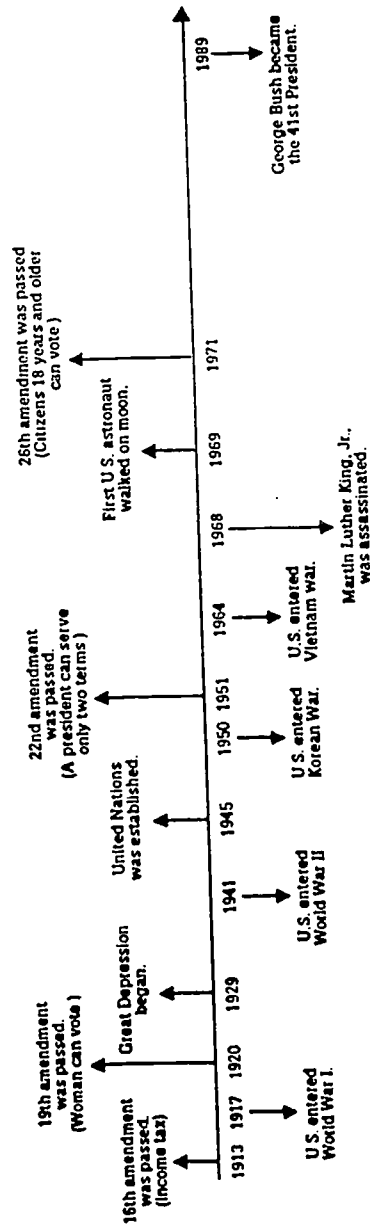 16th amendment
was passed.
(Income tax)
1913
1917
U.S. entered
World War I.
19th amendment
was passed.
(Woman can vote)
1920
Great Depression
began.
1929
1941
U.S. entered
World War II
United Nations
was established.
1945
1950
U.S. entered
Korean War.
22nd amendment
was passed.
(A president can serve
only two terms)
1951
1964
U.S. entered
Vietnam war.
1968
Martin Luther King, Jr.,
was assassinated.
First U.S. astronaut
walked on moon.
1969
26th amendment was passed
(Citizens 18 years and older
can vote)
1971
1989
George Bush became
the 41st President.